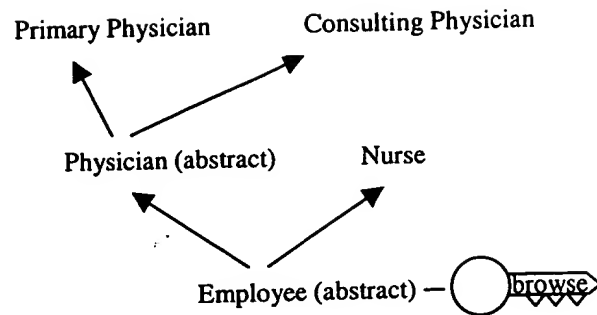 Primary Physician
Consulting Physician
Physician (abstract)
Nurse
Employee (abstract)
browse